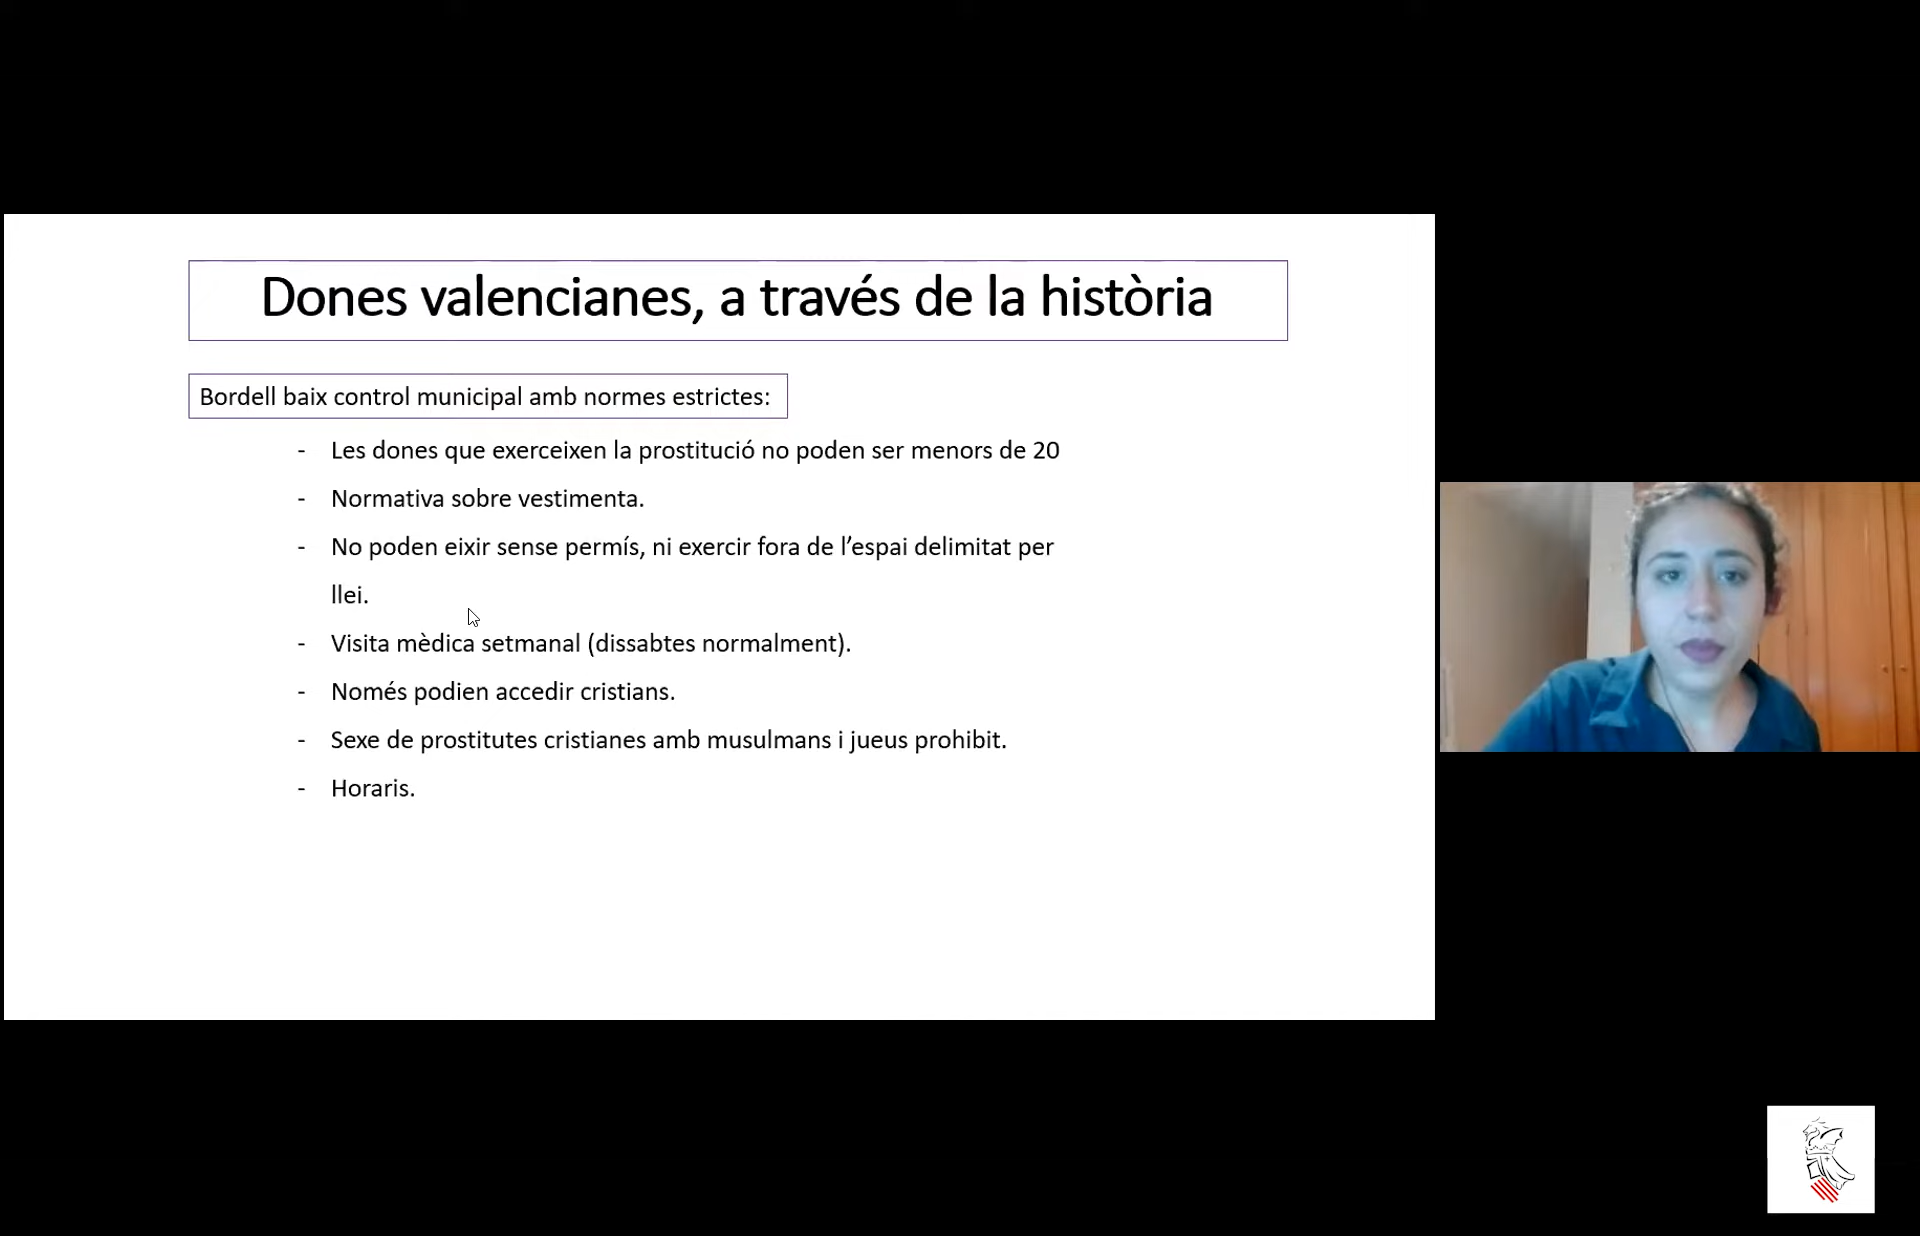 Dones valencianes, a través de la història
Bordell baix control municipal amb normes estrictes:
- Les dones que exerceixen la prostitució no poden ser menors de 20
- Normativa sobre vestimenta.
- No poden eixir sense permís, ni exercir fora de l’espai delimitat per
llei.
- Visita mèdica setmanal (dissabtes normalment).
- Només podien accedir cristians.
- Sexe de prostitutes cristianes amb musulmans i jueus prohibit.
- Horaris.